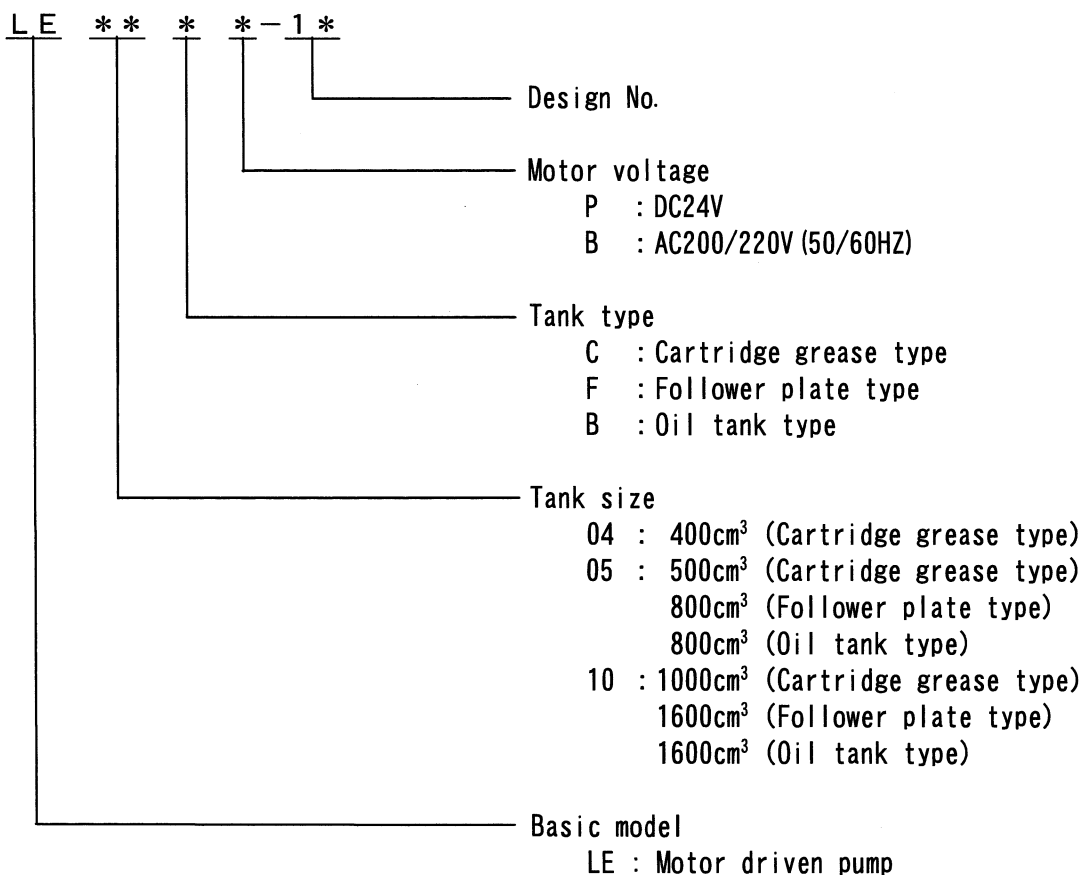 LE ** * *-1*
Design No.
Motor voltage
P : DC24V
B : AC200/220V(50/60HZ)
Tank type
C : Cartridge grease type
F : Follower plate type
B : Oil tank type
Tank size
04 : 400cm³ (Cartridge grease type)
05 : 500cm³ (Cartridge grease type)
800cm³ (Follower plate type)
800cm³ (Oil tank type)
10 : 1000cm³ (Cartridge grease type)
1600cm³ (Follower plate type)
1600cm³ (Oil tank type)
Basic model
LE : Motor driven pump